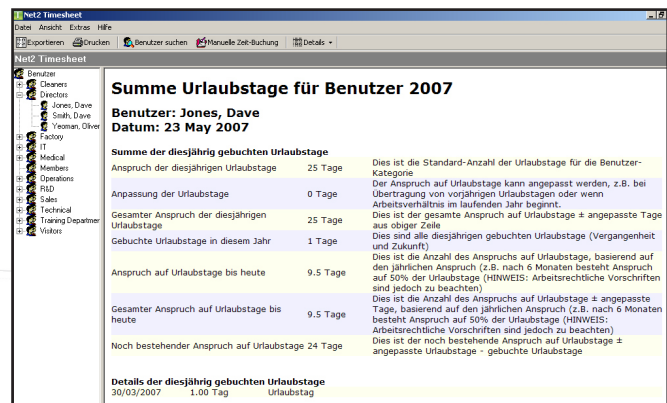 Net2 Timesheet
Datei Ansicht Extras Hilfe
Exportieren Drucken Benutzer suchen Manuelle Zeit-Buchung Details
Net2 Timesheet
Benutzer
Cleaners
Directors
Jones, Dave
Smith, Dave
Yeoman, Oliver
Factory
IT
Medical
Members
Operations
R&D
Sales
Technical
Training Departmer
Visitors
Summe Urlaubstage für Benutzer 2007
Benutzer: Jones, Dave
Datum: 23 May 2007
Summe der diesjährig gebuchten Urlaubstage
Anspruch der diesjährigen Urlaubstage 25 Tage Dies ist die Standard-Anzahl der Urlaubstage für die Benutzer-
Kategorie
Anpassung der Urlaubstage 0 Tage Der Anspruch auf Urlaubstage kann angepasst werden, z.B. bei
Übertragung von vorjährigen Urlaubstagen oder wenn
Arbeitsverhältnis im laufenden Jahr beginnt.
Gesamter Anspruch der diesjährigen
Urlaubstage 25 Tage Dies ist der gesamte Anspruch auf Urlaubstage ± angepasste Tage
aus obiger Zeile
Gebuchte Urlaubstage in diesem Jahr 1 Tage Dies sind alle diesjährigen gebuchten Urlaubstage (Vergangenheit
und Zukunft)
Anspruch auf Urlaubstage bis heute 9.5 Tage Dies ist die Anzahl des Anspruchs auf Urlaubstage, basierend auf
den jährlichen Anspruch (z.B. nach 6 Monaten besteht Anspruch
auf 50% der Urlaubstage (HINWEIS: Arbeitsrechtliche Vorschriften
sind jedoch zu beachten)
Gesamter Anspruch auf Urlaubstage bis
heute 9.5 Tage Dies ist die Anzahl des Anspruchs auf Urlaubstage ± angepasste
Tage, basierend auf den jährlichen Anspruch (z.B. nach 6 Monaten
besteht Anspruch auf 50% der Urlaubstage (HINWEIS:
Arbeitsrechtliche Vorschriften sind jedoch zu beachten)
Noch bestehender Anspruch auf Urlaubstage 24 Tage Dies ist der noch bestehende Anspruch auf Urlaubstage ±
angepasste Urlaubstage - gebuchte Urlaubstage
Details der diesjährig gebuchten Urlaubstage
30/03/2007 1.00 Tag Urlaubstag